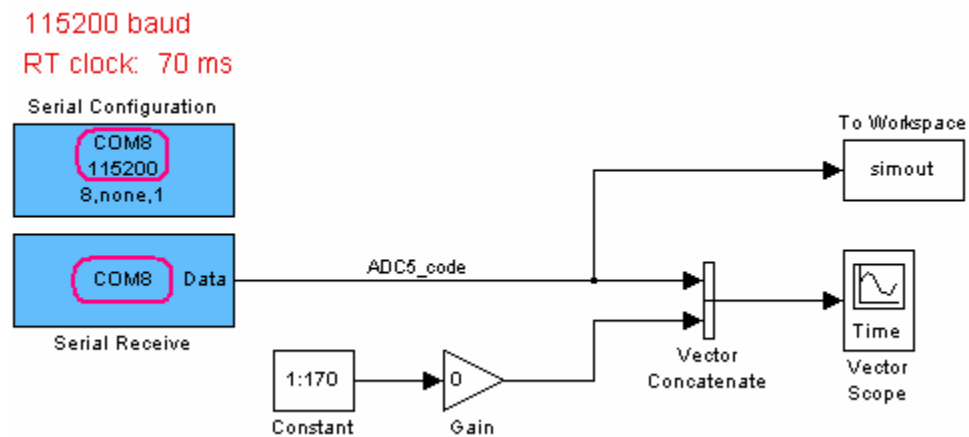 115200 baud
RT clock: 70 ms
Serial Configuration
COM8
115200
8,none,1
To Workspace
simout
COM8
Data
ADC5_code
Serial Receive
Time
Vector
Concatenate
Vector
Scope
1:170
0
Constant
Gain